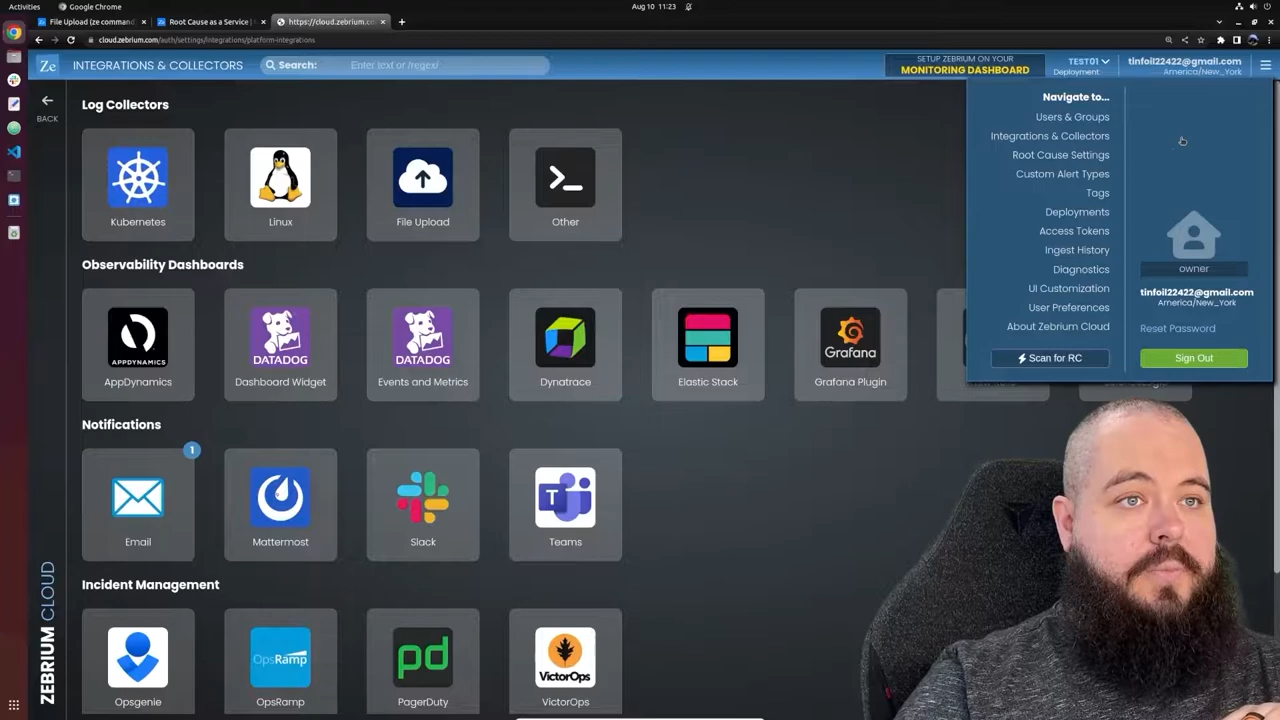 Activities
Google Chrome
Aug 10 11:23
File Upload (ze comman
Root Cause as a Service |
https://cloud.zebrium.co
cloud.zebrium.com/auth/settings/integrations/platform-integrations
Ze
INTEGRATIONS & COLLECTORS
Search:
Enter text or /regex/
SETUP ZEBRIUM ON YOUR
MONITORING DASHBOARD
TEST01
Deployment
tinfoil22422@gmail.com
America/New_York
BACK
Navigate to...
Users & Groups
Integrations & Collectors
Root Cause Settings
Custom Alert Types
Tags
Deployments
Access Tokens
Ingest History
Diagnostics
UI Customization
User Preferences
About Zebrium Cloud
Scan for RC
owner
tinfoil22422@gmail.com
America/New_York
Reset Password
Sign Out
Log Collectors
Kubernetes
Linux
File Upload
Other
Observability Dashboards
APPDYNAMICS
DATADOG
DATADOG
Grafana
AppDynamics
Dashboard Widget
Events and Metrics
Dynatrace
Elastic Stack
Grafana Plugin
Notifications
1
Email
Mattermost
Slack
Teams
Incident Management
OpsRamp
pd
VictorOps
Opsgenie
OpsRamp
PagerDuty
VictorOps
ZEBRIUM CLOUD